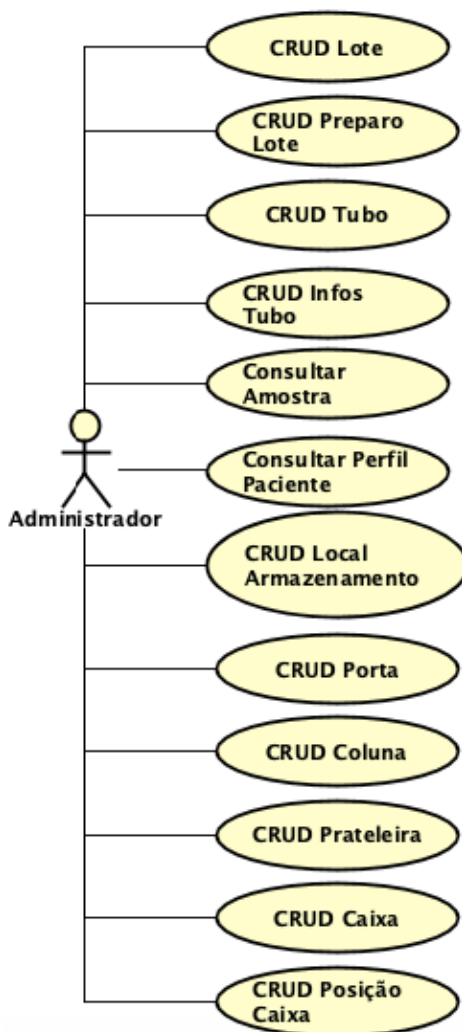 CRUD Lote
CRUD Preparo
Lote
CRUD Tubo
CRUD Infos
Tubo
Consultar
Amostra
Consultar Perfil
Paciente
Administrador
CRUD Local
Armazenamento
CRUD Porta
CRUD Coluna
CRUD Prateleira
CRUD Caixa
CRUD Posição
Caixa